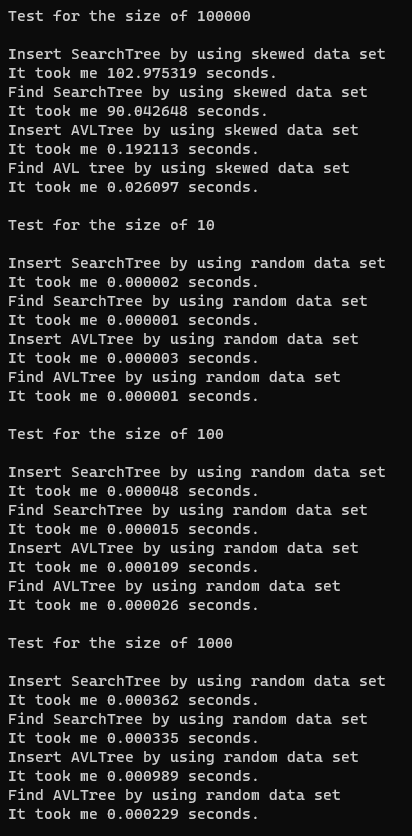 Test for the size of 100000
Insert SearchTree by using skewed data set
It took me 102.975319 seconds.
Find SearchTree by using skewed data set
It took me 90.042648 seconds.
Insert AVLTree by using skewed data set
It took me 0.192113 seconds.
Find AVL tree by using skewed data set
It took me 0.026097 seconds.
Test for the size of 10
Insert SearchTree by using random data set
It took me 0.000002 seconds.
Find SearchTree by using random data set
It took me 0.000001 seconds.
Insert AVLTree by using random data set
It took me 0.000003 seconds.
Find AVLTree by using random data set
It took me 0.000001 seconds.
Test for the size of 100
Insert SearchTree by using random data set
It took me 0.000048 seconds.
Find SearchTree by using random data set
It took me 0.000015 seconds.
Insert AVLTree by using random data set
It took me 0.000109 seconds.
Find AVLTree by using random data set
It took me 0.000026 seconds.
Test for the size of 1000
Insert SearchTree by using random data set
It took me 0.000362 seconds.
Find SearchTree by using random data set
It took me 0.000335 seconds.
Insert AVLTree by using random data set
It took me 0.000989 seconds.
Find AVLTree by using random data set
It took me 0.000229 seconds.